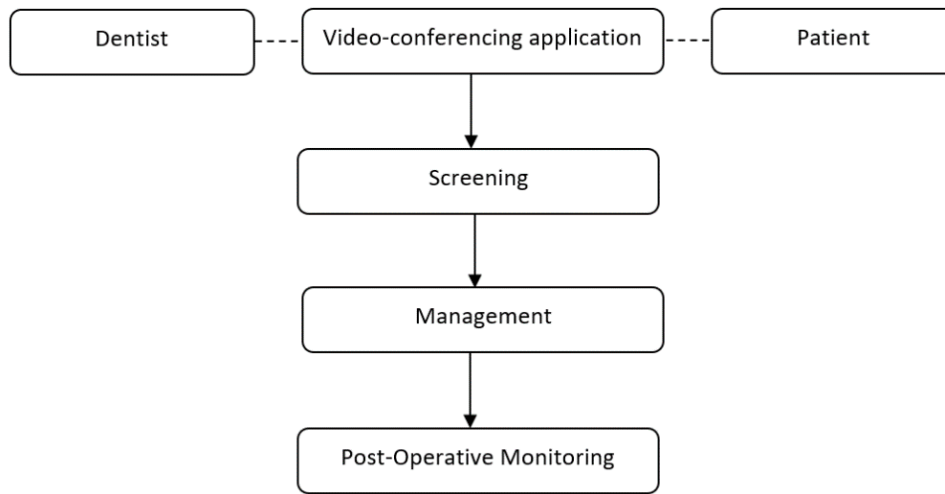 Dentist
Video-conferencing application
Patient
Screening
Management
Post-Operative Monitoring